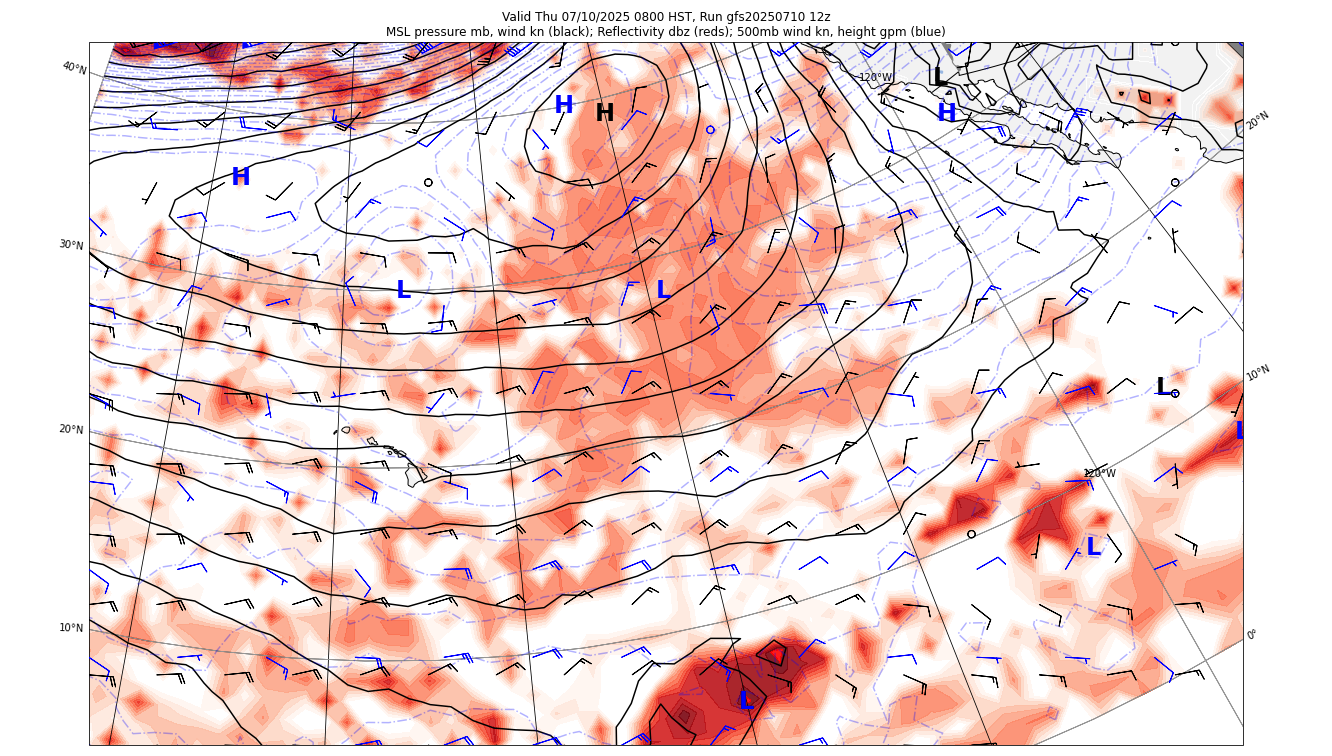 Valid Thu 07/10/2025 0800 HST, Run gfs20250710 12z
MSL pressure mb, wind kn (black); Reflectivity dbz (reds); 500mb wind kn, height gpm (blue)
40°N
120°W
L
H
H
H
20°N
H
30°N
L
L
10°N
L
20°N
L
120°W
L
10°N
0°
L